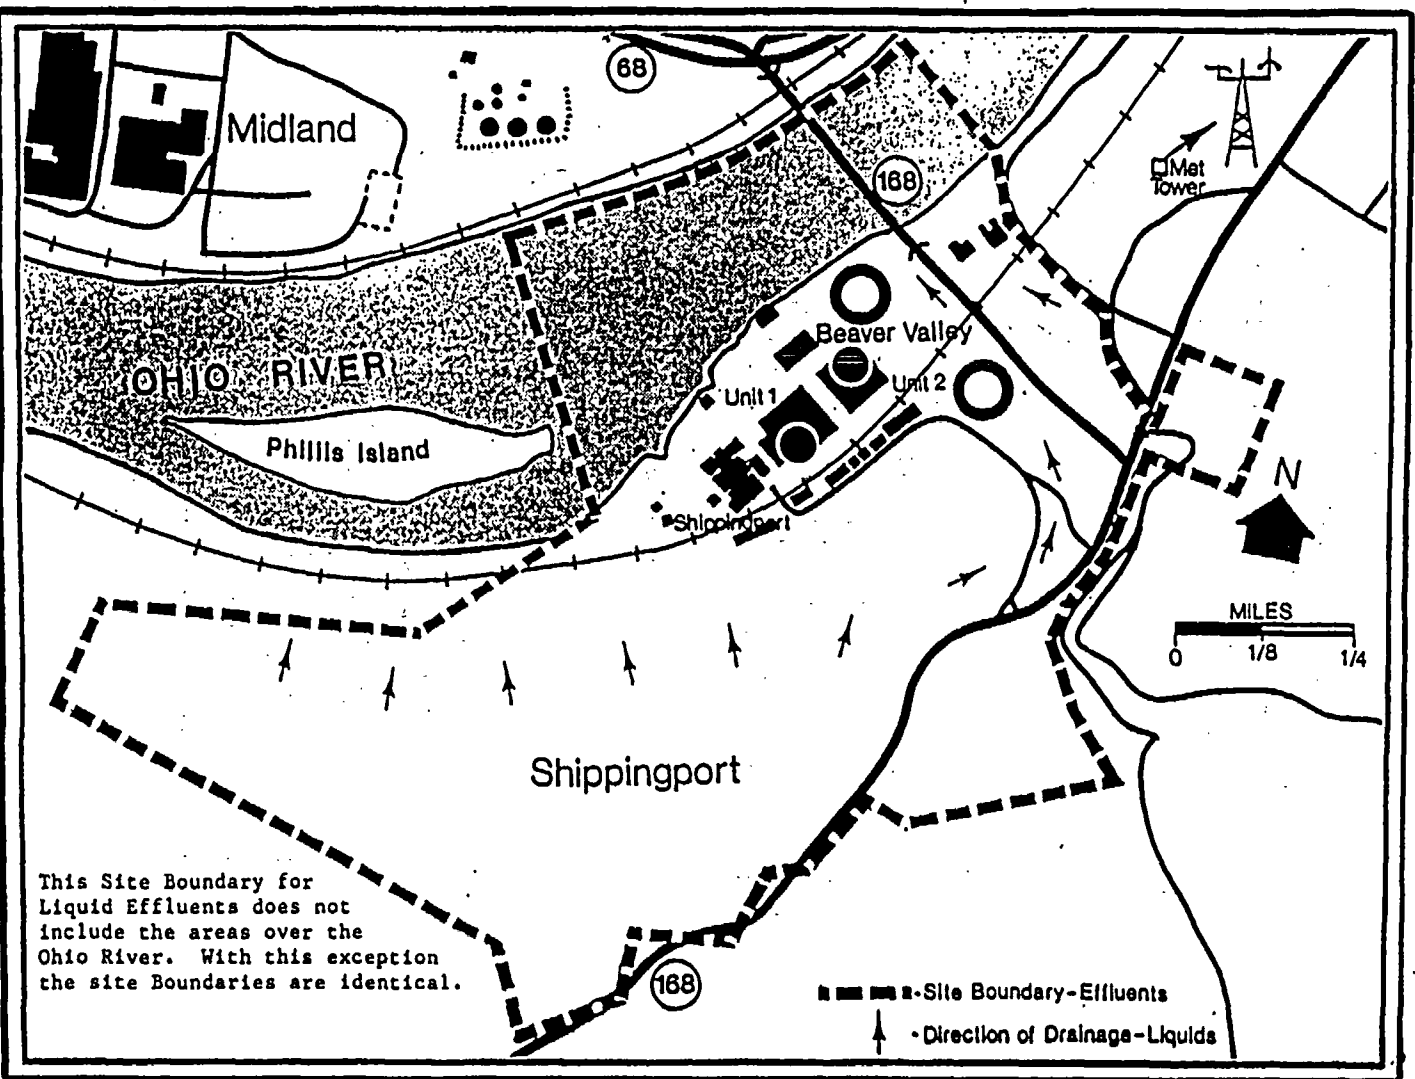 68
Midland
168
Met
Tower
OHIO RIVER
Beaver Valley
Unit 1
Unit 2
Phillis Island
N
Shippingport
MILES
0 1/8 1/4
Shippingport
This Site Boundary for
Liquid Effluents does not
include the areas over the
Ohio River. With this exception
the site Boundaries are identical.
168
-Site Boundary-Effluents
-Direction of Drainage-Liquids